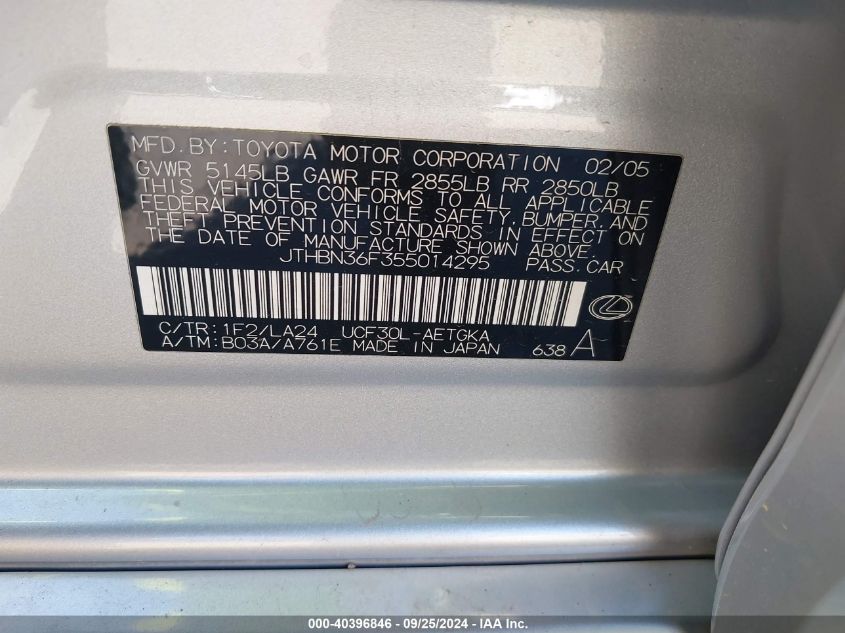 MFD. BY: TOYOTA MOTOR CORPORATION 02/05
GVWR 5145LB GAWR FR 2855LB RR 2850LB
THIS VEHICLE CONFORMS TO ALL APPLICABLE
FEDERAL MOTOR VEHICLE SAFETY, BUMPER, AND
THEFT PREVENTION STANDARDS IN EFFECT ON
THE DATE OF MANUFACTURE SHOWN ABOVE.
JTHBN36F355014295 PASS. CAR
C/TR: 1F2/LA24 UCF30L-AETGKA
A/TM: B03A/A761E MADE IN JAPAN 638 A
000-40396846 - 09/25/2024 - © IAA, Inc.